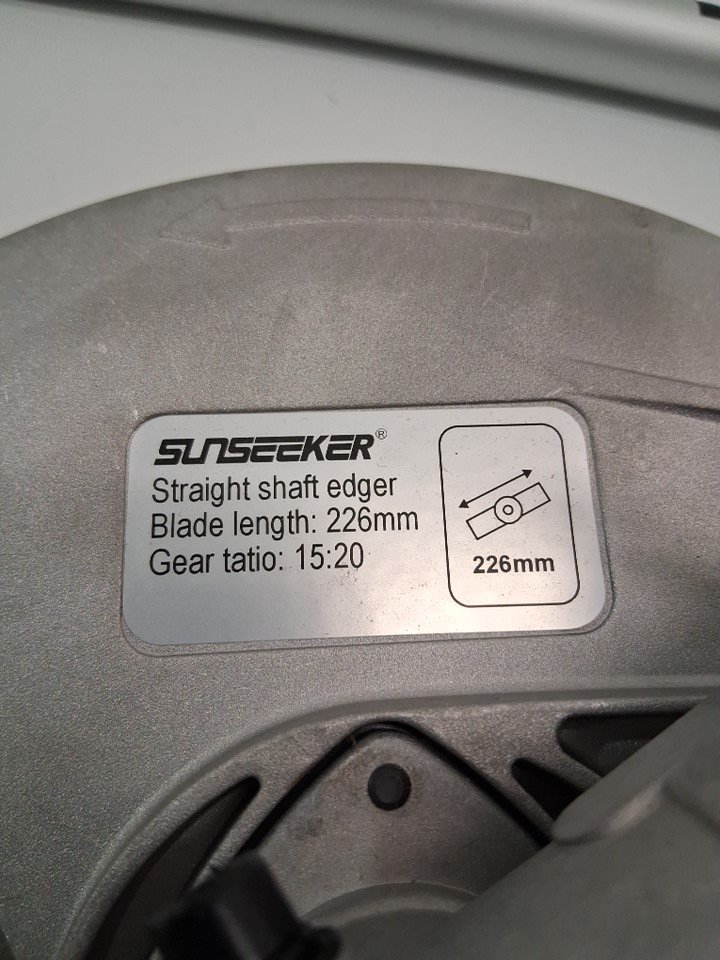 SUNSEEKER®
Straight shaft edger
Blade length: 226mm
Gear tatio: 15:20
226mm